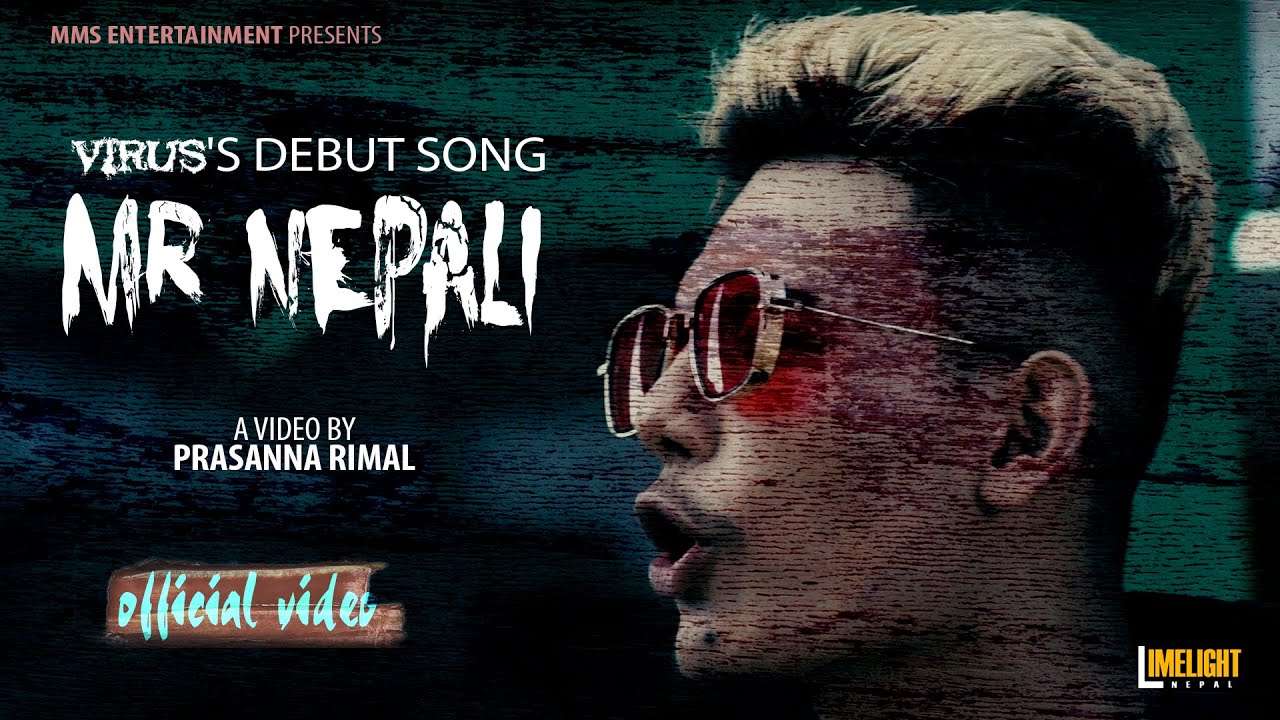 MMS ENTERTAINMENT PRESENTS
VIRUS'S DEBUT SONG
MR NEPALI
A VIDEO BY
PRASANNA RIMAL
official video
LIMELIGHT
NEPAL